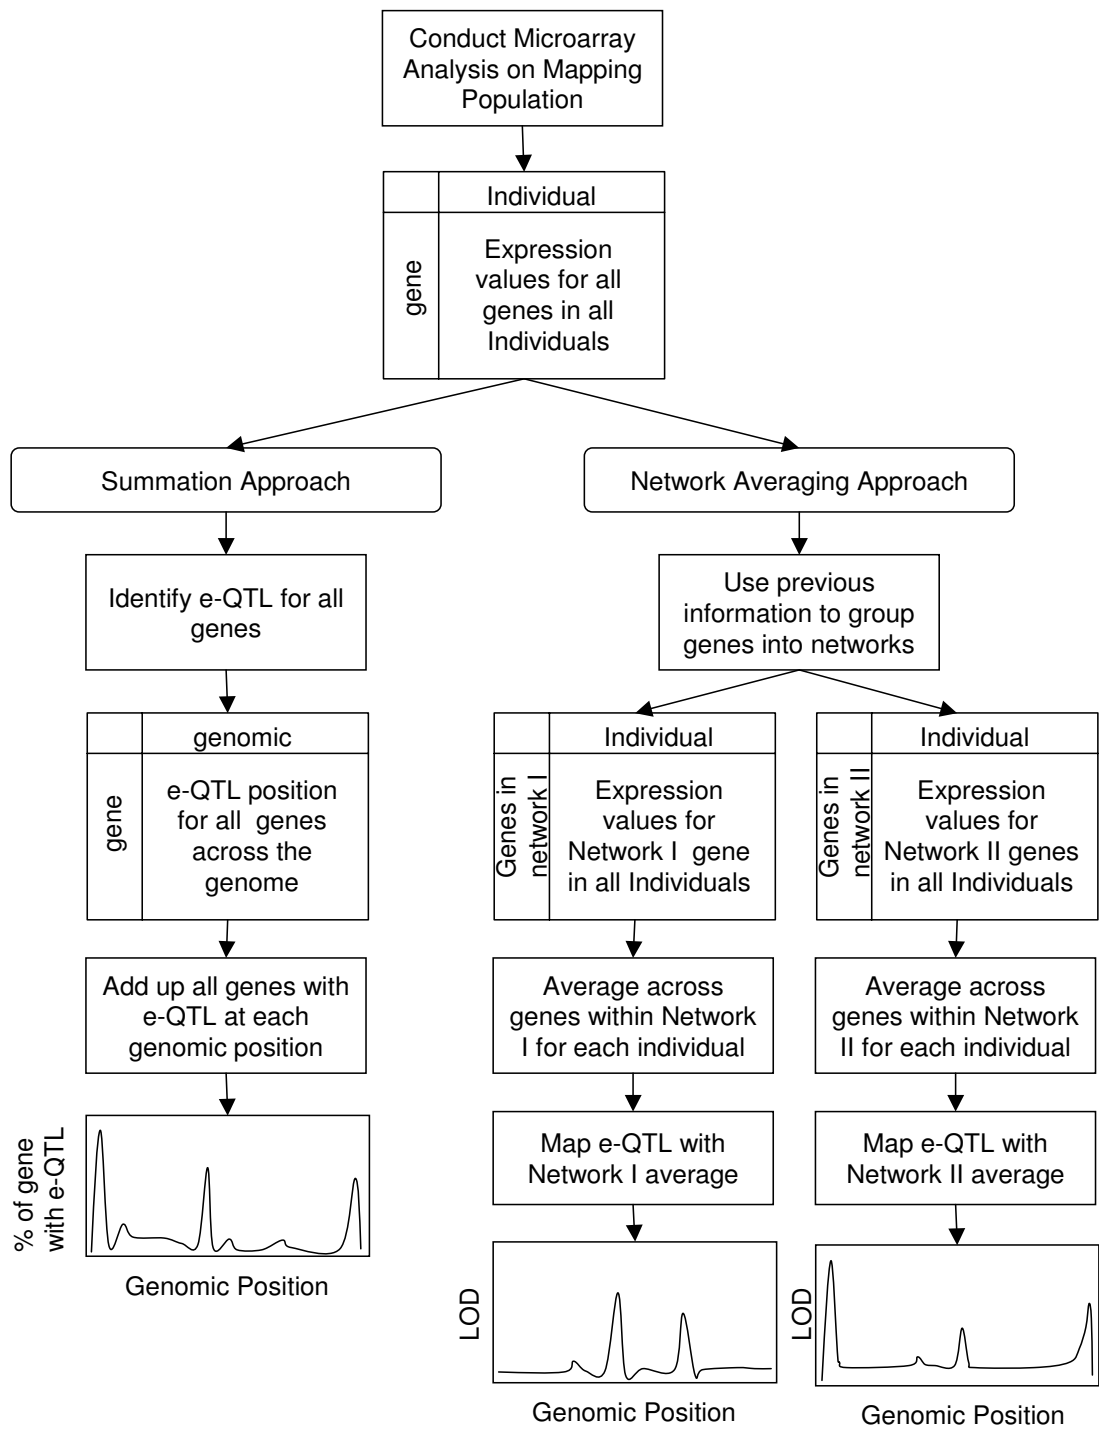 Conduct Microarray
Analysis on Mapping
Population
Individual
gene
Expression
values for all
genes in all
Individuals
Summation Approach
Network Averaging Approach
Identify e-QTL for all
genes
Use previous
information to group
genes into networks
genomic
gene
e-QTL position
for all genes
across the
genome
Individual
Genes in
network I
Expression
values for
Network I gene
in all Individuals
Individual
Genes in
network II
Expression
values for
Network II genes
in all Individuals
Add up all genes with
e-QTL at each
genomic position
Average across
genes within Network
I for each individual
Average across
genes within Network
II for each individual
% of gene
with e-QTL
Genomic Position
Map e-QTL with
Network I average
Map e-QTL with
Network II average
LOD
Genomic Position
LOD
Genomic Position